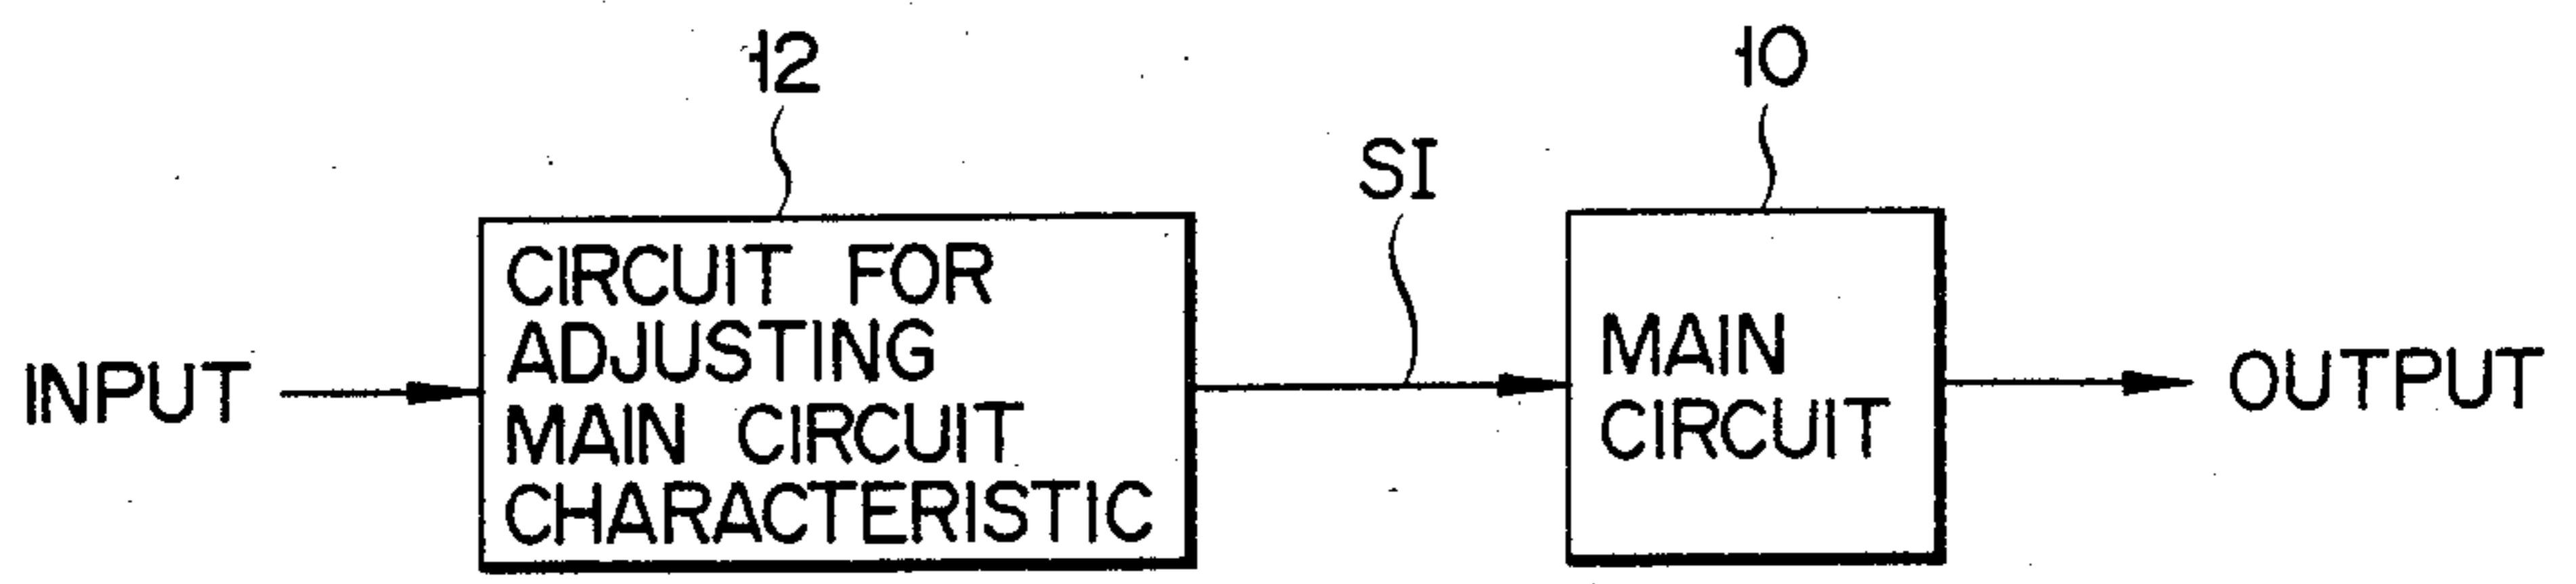 12
10
SI
CIRCUIT FOR
ADJUSTING
MAIN CIRCUIT
CHARACTERISTIC
MAIN
CIRCUIT
INPUT
OUTPUT